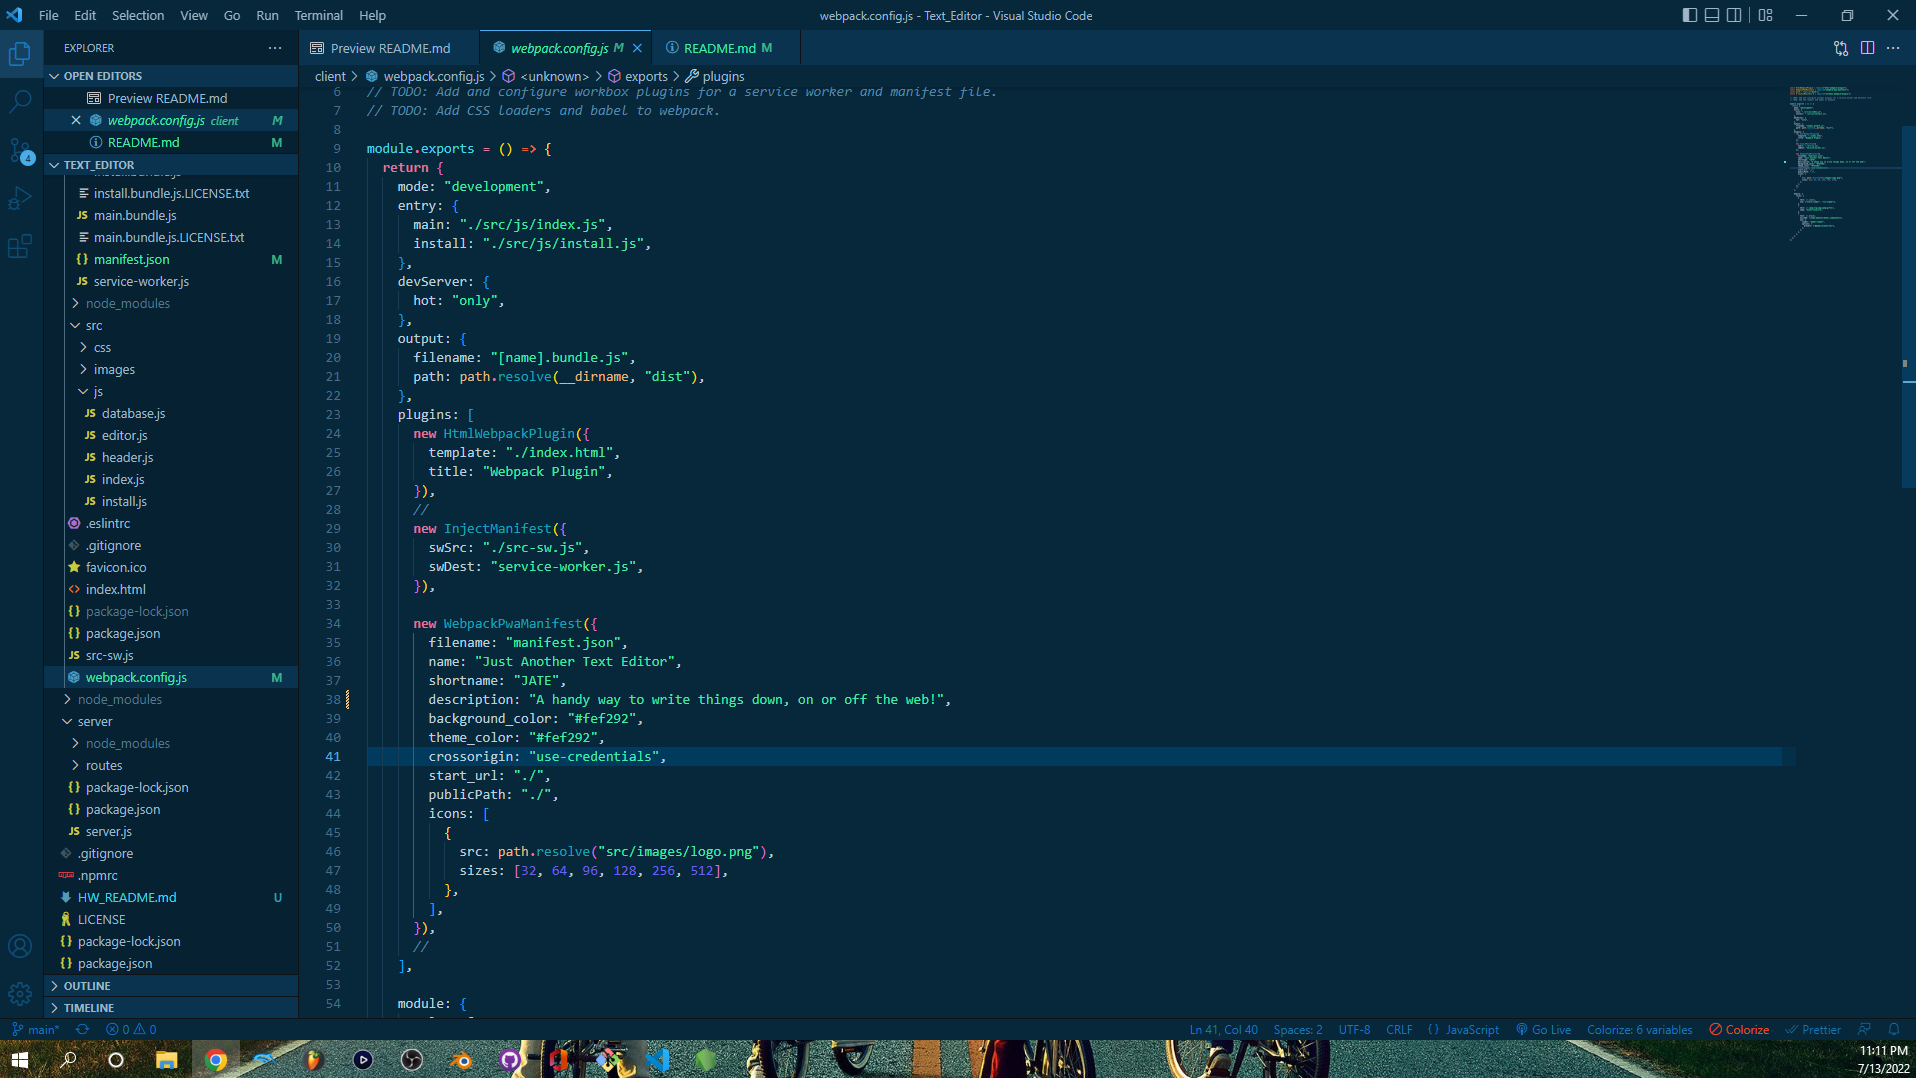 File Edit Selection View Go Run Terminal Help
webpack.config.js - Text_Editor - Visual Studio Code
EXPLORER
OPEN EDITORS
Preview README.md
webpack.config.js client M
README.md M
TEXT_EDITOR
install.bundle.js.LICENSE.txt
JS main.bundle.js
main.bundle.js.LICENSE.txt
{} manifest.json M
JS service-worker.js
node_modules
src
css
images
js
JS database.js
JS editor.js
JS header.js
JS index.js
JS install.js
.eslintrc
.gitignore
favicon.ico
<> index.html
{} package-lock.json
{} package.json
JS src-sw.js
webpack.config.js M
node_modules
server
node_modules
routes
{} package-lock.json
{} package.json
JS server.js
.gitignore
.npmrc
HW_README.md U
LICENSE
{} package-lock.json
{} package.json
OUTLINE
TIMELINE
4
Preview README.md
webpack.config.js M
README.md M
client > webpack.config.js > <unknown> > exports > plugins
6 // TODO: Add and configure workbox plugins for a service worker and manifest file.
7 // TODO: Add CSS loaders and babel to webpack.
8
9 module.exports = () => {
10 return {
11 mode: "development",
12 entry: {
13 main: "./src/js/index.js",
14 install: "./src/js/install.js",
15 },
16 devServer: {
17 hot: "only",
18 },
19 output: {
20 filename: "[name].bundle.js",
21 path: path.resolve(__dirname, "dist"),
22 },
23 plugins: [
24 new HtmlWebpackPlugin({
25 template: "./index.html",
26 title: "Webpack Plugin",
27 }),
28 //
29 new InjectManifest({
30 swSrc: "./src-sw.js",
31 swDest: "service-worker.js",
32 }),
33
34 new WebpackPwaManifest({
35 filename: "manifest.json",
36 name: "Just Another Text Editor",
37 shortname: "JATE",
38 description: "A handy way to write things down, on or off the web!",
39 background_color: "#fef292",
40 theme_color: "#fef292",
41 crossorigin: "use-credentials",
42 start_url: "./",
43 publicPath: "./",
44 icons: [
45 {
46 src: path.resolve("src/images/logo.png"),
47 sizes: [32, 64, 96, 128, 256, 512],
48 },
49 ],
50 }),
51 //
52 ],
53
54 module: {
main* 0 0
Ln 41, Col 40 Spaces: 2 UTF-8 CRLF {} JavaScript Go Live Colorize: 6 variables Colorize Prettier
11:11 PM
7/13/2022